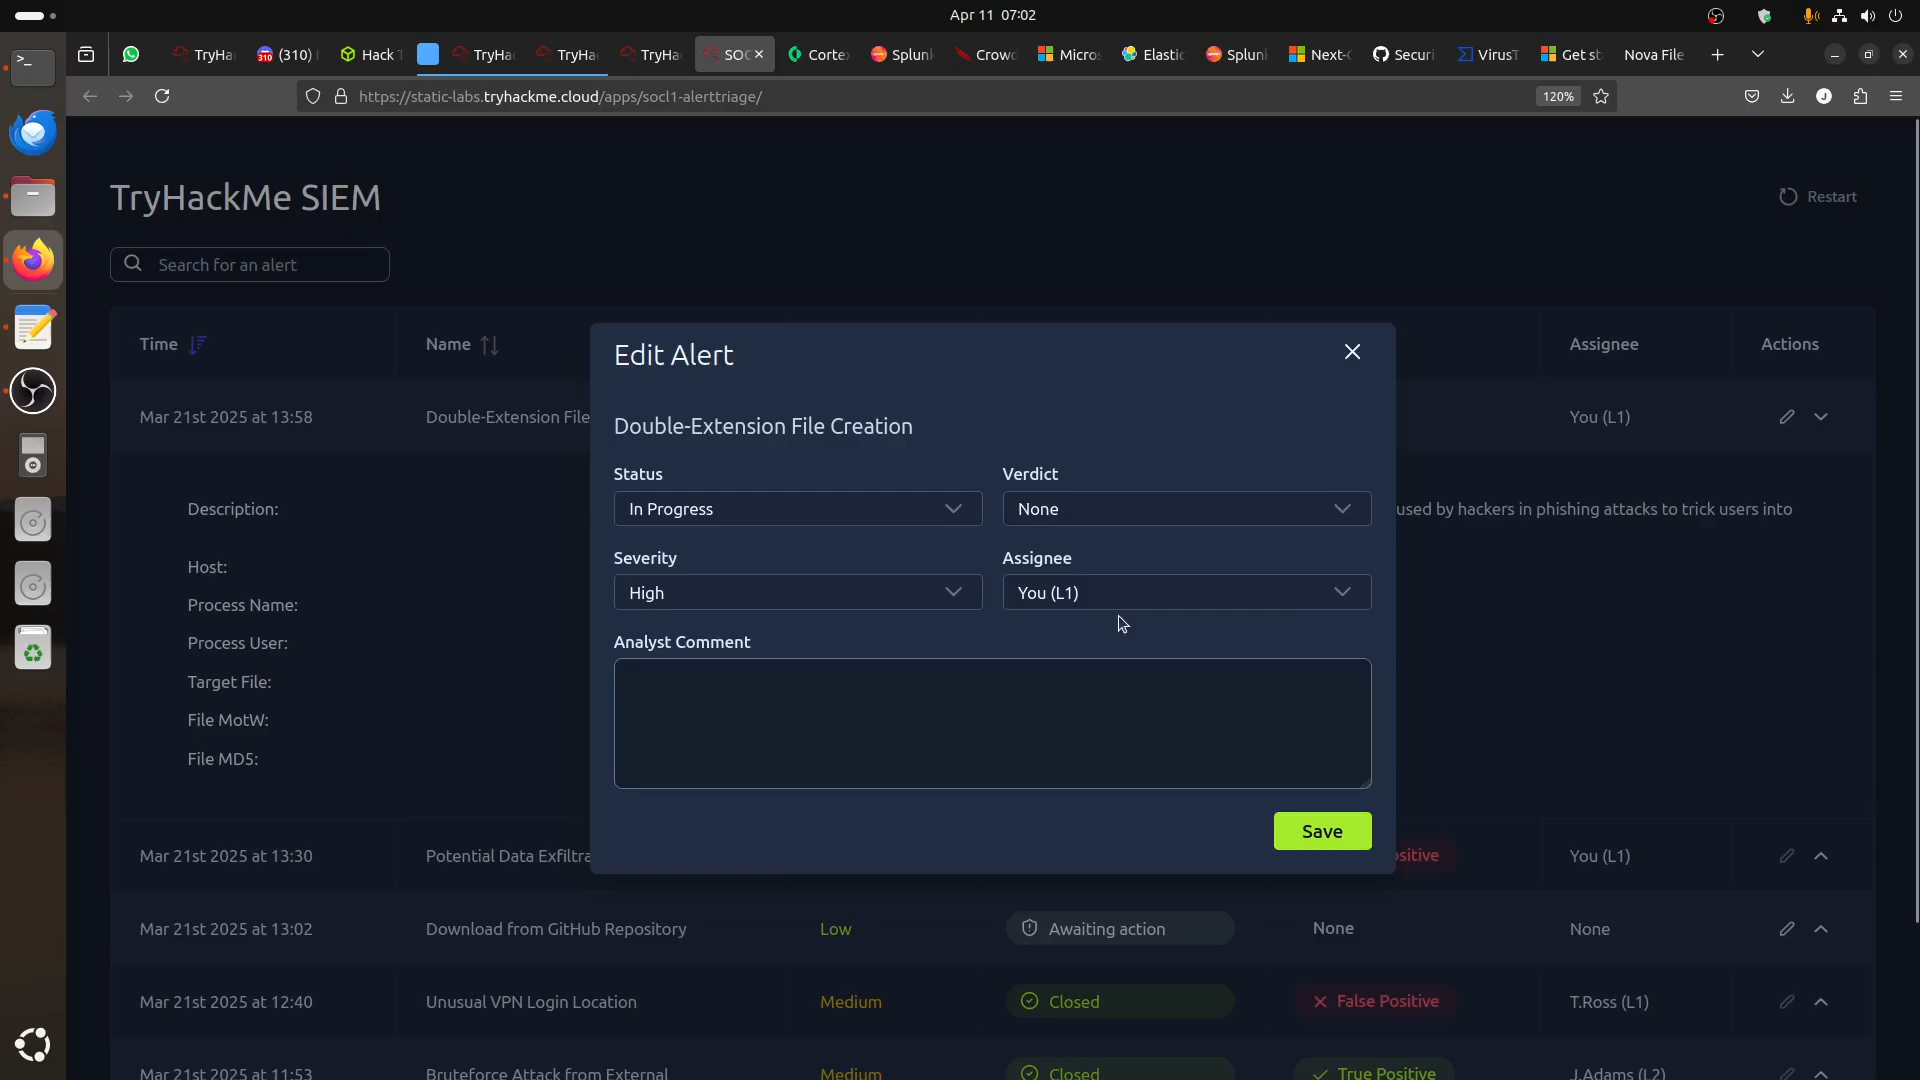 Apr 11 07:02
TryHa
(310)
Hack T
TryHa
TryHa
TryHa
SOC
Corte
Splun
Crow
Micros
Elastic
Splun
Next-
Securi
VirusT
Get st
Nova File
https://static-labs.tryhackme.cloud/apps/socl1-alerttriage/
120%
TryHackMe SIEM
Restart
Search for an alert
Time
Name
Assignee
Actions
Mar 21st 2025 at 13:58
Double-Extension File
You (L1)
Description:
used by hackers in phishing attacks to trick users into
Host:
Process Name:
Process User:
Target File:
File MotW:
File MD5:
Edit Alert
Double-Extension File Creation
Status
Verdict
In Progress
None
Severity
Assignee
High
You (L1)
Analyst Comment
Save
Mar 21st 2025 at 13:30
Potential Data Exfiltra
sitive
You (L1)
Mar 21st 2025 at 13:02
Download from GitHub Repository
Low
Awaiting action
None
None
Mar 21st 2025 at 12:40
Unusual VPN Login Location
Medium
Closed
False Positive
T.Ross (L1)
Mar 21st 2025 at 11:53
Bruteforce Attack from External
Medium
Closed
True Positive
J.Adams (L2)